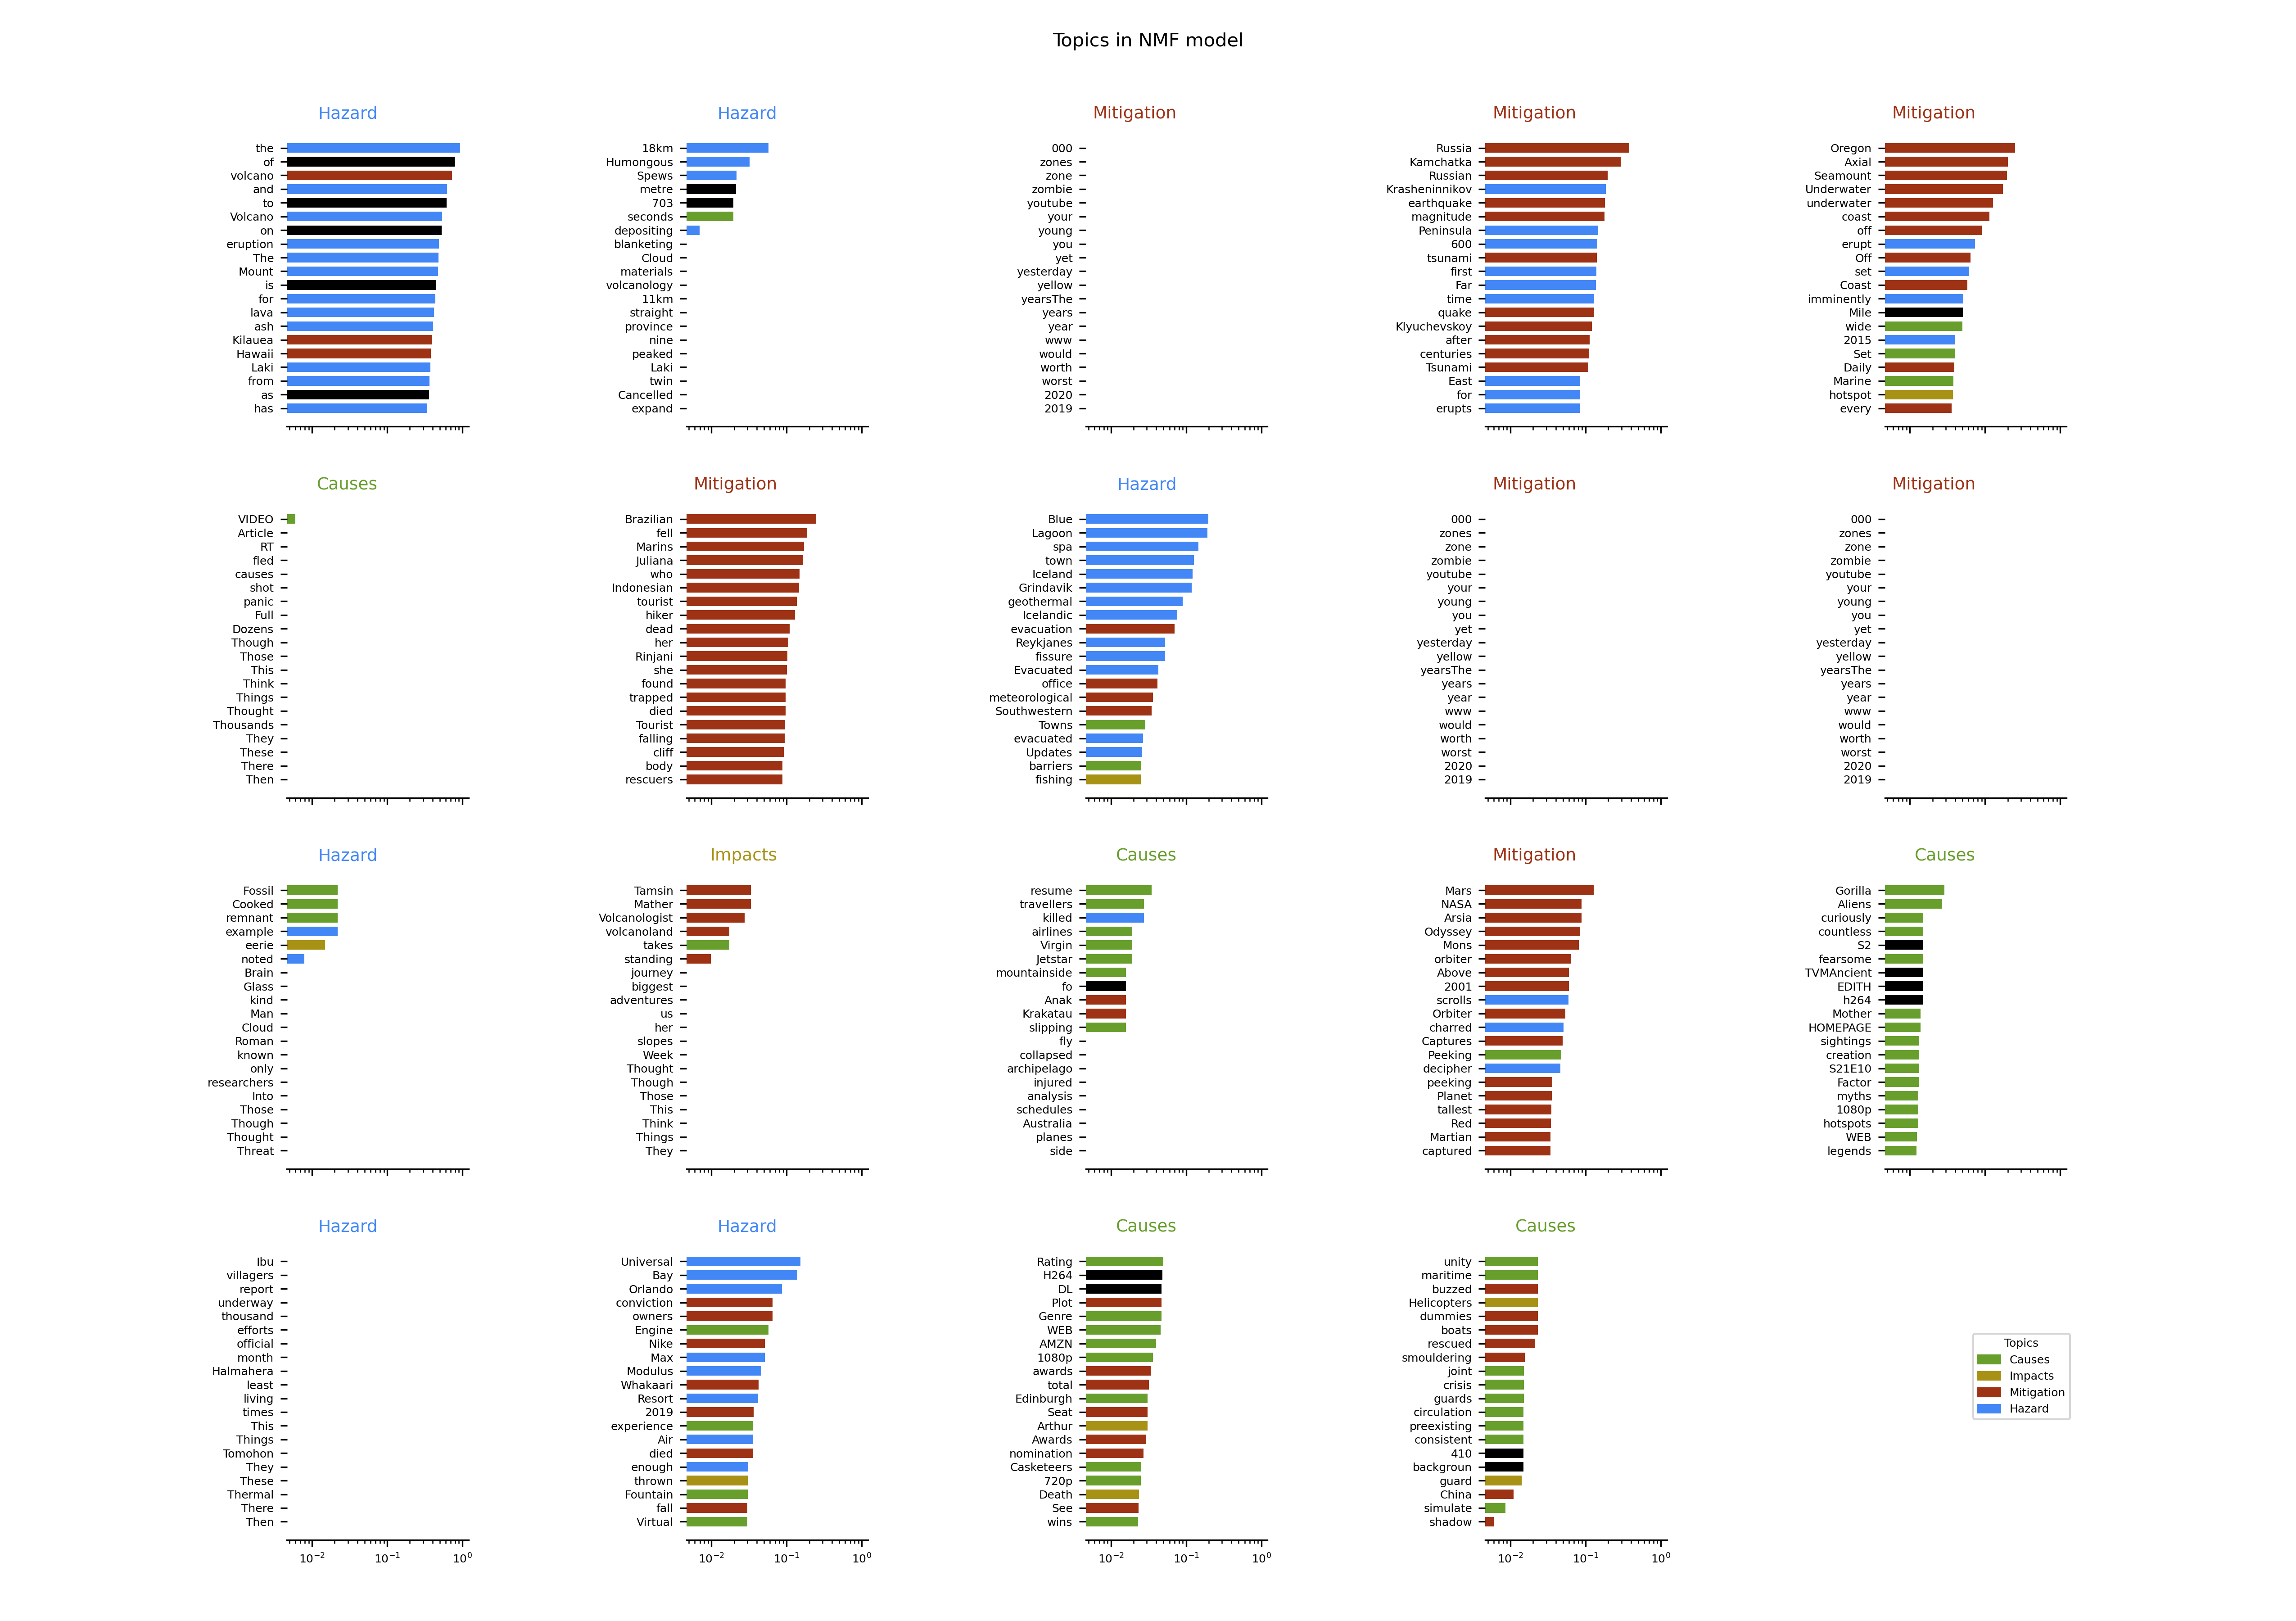 Topics in NMF model
Hazard
the
of
volcano
and
to
Volcano
on
eruption
The
Mount
is
for
lava
ash
Kilauea
Hawaii
Laki
from
as
has
Hazard
18km
Humongous
Spews
metre
703
seconds
depositing
blanketing
Cloud
materials
volcanology
11km
straight
province
nine
peaked
Laki
twin
Cancelled
expand
Mitigation
000
zones
zone
zombie
youtube
your
young
you
yet
yesterday
yellow
yearsThe
years
year
www
would
worth
worst
2020
2019
Mitigation
Russia
Kamchatka
Russian
Krasheninnikov
earthquake
magnitude
Peninsula
600
tsunami
first
Far
time
quake
Klyuchevskoy
after
centuries
Tsunami
East
for
erupts
Mitigation
Oregon
Axial
Seamount
Underwater
underwater
coast
off
erupt
Off
set
Coast
imminently
Mile
wide
2015
Set
Daily
Marine
hotspot
every
Causes
VIDEO
Article
RT
fled
causes
shot
panic
Full
Dozens
Though
Those
This
Think
Things
Thought
Thousands
They
These
There
Then
Mitigation
Brazilian
fell
Marins
Juliana
who
Indonesian
tourist
hiker
dead
her
Rinjani
she
found
trapped
died
Tourist
falling
cliff
body
rescuers
Hazard
Blue
Lagoon
spa
town
Iceland
Grindavik
geothermal
Icelandic
evacuation
Reykjanes
fissure
Evacuated
office
meteorological
Southwestern
Towns
evacuated
Updates
barriers
fishing
Mitigation
000
zones
zone
zombie
youtube
your
young
you
yet
yesterday
yellow
yearsThe
years
year
www
would
worth
worst
2020
2019
Mitigation
000
zones
zone
zombie
youtube
your
young
you
yet
yesterday
yellow
yearsThe
years
year
www
would
worth
worst
2020
2019
Hazard
Fossil
Cooked
remnant
example
eerie
noted
Brain
Glass
kind
Man
Cloud
Roman
known
only
researchers
Into
Those
Though
Thought
Threat
Impacts
Tamsin
Mather
Volcanologist
volcanoland
takes
standing
journey
biggest
adventures
us
her
slopes
Week
Thought
Though
Those
This
Think
Things
They
Causes
resume
travellers
killed
airlines
Virgin
Jetstar
mountainside
fo
Anak
Krakatau
slipping
fly
collapsed
archipelago
injured
analysis
schedules
Australia
planes
side
Mitigation
Mars
NASA
Arsia
Odyssey
Mons
orbiter
Above
2001
scrolls
Orbiter
charred
Captures
Peeking
decipher
peeking
Planet
tallest
Red
Martian
captured
Causes
Gorilla
Aliens
curiously
countless
S2
fearsome
TVMAncient
EDITH
h264
Mother
HOMEPAGE
sightings
creation
S21E10
Factor
myths
1080p
hotspots
WEB
legends
Hazard
Ibu
villagers
report
underway
thousand
efforts
official
month
Halmahera
least
living
times
This
Things
Tomohon
They
These
Thermal
There
Then
10⁻² 10⁻¹ 10⁰
Hazard
Universal
Bay
Orlando
conviction
owners
Engine
Nike
Max
Modulus
Whakaari
Resort
2019
experience
Air
died
enough
thrown
Fountain
fall
Virtual
10⁻² 10⁻¹ 10⁰
Causes
Rating
H264
DL
Plot
Genre
WEB
AMZN
1080p
awards
total
Edinburgh
Seat
Arthur
Awards
nomination
Casketeers
720p
Death
See
wins
10⁻² 10⁻¹ 10⁰
Causes
unity
maritime
buzzed
Helicopters
dummies
boats
rescued
smouldering
joint
crisis
guards
circulation
preexisting
consistent
410
backgroun
guard
China
simulate
shadow
10⁻² 10⁻¹ 10⁰
Topics
Causes
Impacts
Mitigation
Hazard